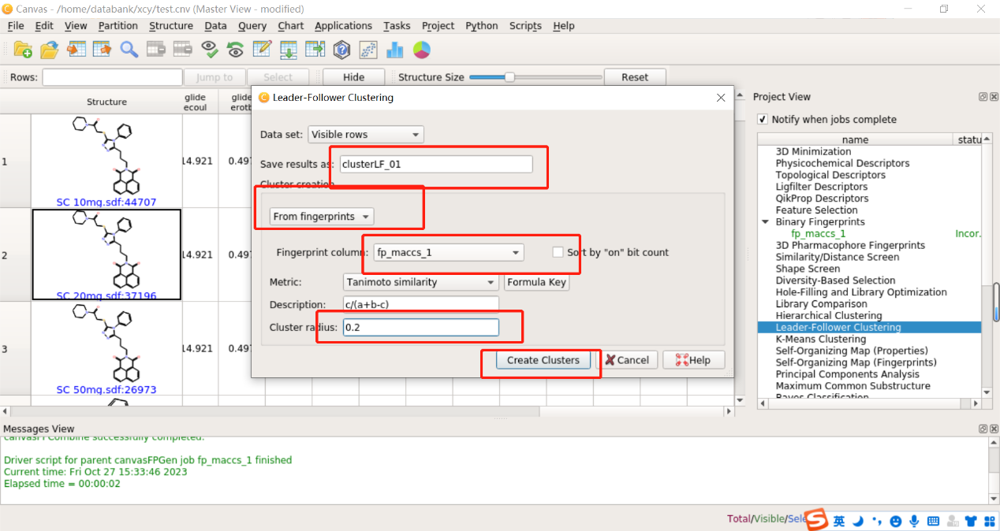 Canvas - /home/databank/xcy/test.cnv (Master View - modified)
File Edit View Partition Structure Data Query Chart Applications Tasks Project Python Scripts Help
Rows: Jump to Select Hide Structure Size Reset
Structure
glide
ecoul
glide
erotb
1
14.921
0.497
SC 10mg.sdf:44707
2
14.921
0.497
SC 20mg.sdf:37196
3
14.921
0.497
SC 50mg.sdf:26973
Leader-Follower Clustering
Data set: Visible rows
Save results as: clusterLF_01
Cluster creation
From fingerprints
Fingerprint column: fp_maccs_1 Sort by "on" bit count
Metric: Tanimoto similarity Formula Key
Description: c/(a+b-c)
Cluster radius: 0.2
Create Clusters Cancel Help
Project View
Notify when jobs complete
name statu
3D Minimization
Physicochemical Descriptors
Topological Descriptors
Ligfilter Descriptors
QikProp Descriptors
Feature Selection
Binary Fingerprints
fp_maccs_1 Incor.
3D Pharmacophore Fingerprints
Similarity/Distance Screen
Shape Screen
Diversity-Based Selection
Hole-Filling and Library Optimization
Library Comparison
Hierarchical Clustering
Leader-Follower Clustering
K-Means Clustering
Self-Organizing Map (Properties)
Self-Organizing Map (Fingerprints)
Principal Components Analysis
Maximum Common Substructure
Bayes Classification
Messages View
canvasFPCombine successfully completed.
Driver script for parent canvasFPGen job fp_maccs_1 finished
Current time: Fri Oct 27 15:33:46 2023
Elapsed time = 00:00:02
Total/Visible/Sele
英